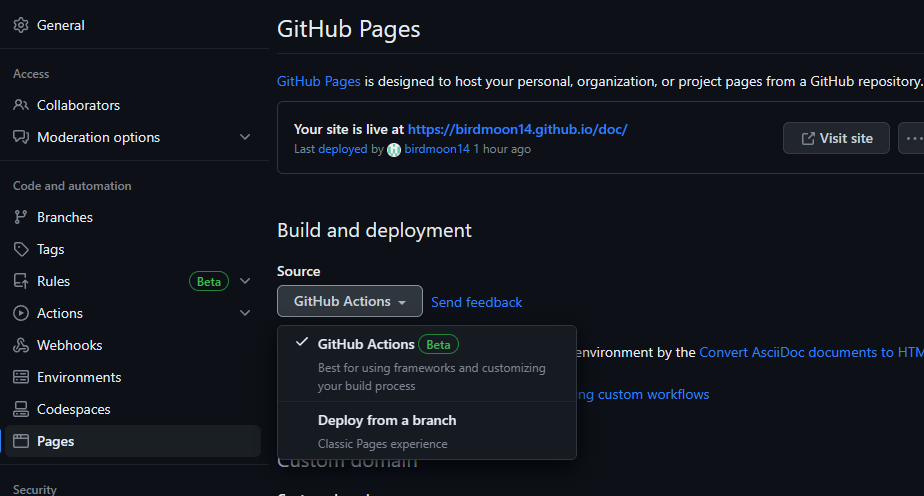 General
Access
Collaborators
Moderation options
Code and automation
Branches
Tags
Rules Beta
Actions
Webhooks
Environments
Codespaces
Pages
Security
GitHub Pages
GitHub Pages is designed to host your personal, organization, or project pages from a GitHub repository.
Your site is live at https://birdmoon14.github.io/doc/
Last deployed by birdmoon14 1 hour ago
Visit site
Build and deployment
Source
GitHub Actions
Send feedback
GitHub Actions Beta
Best for using frameworks and customizing
your build process
Deploy from a branch
Classic Pages experience
environment by the Convert AsciiDoc documents to HTM
ng custom workflows
Custom domain